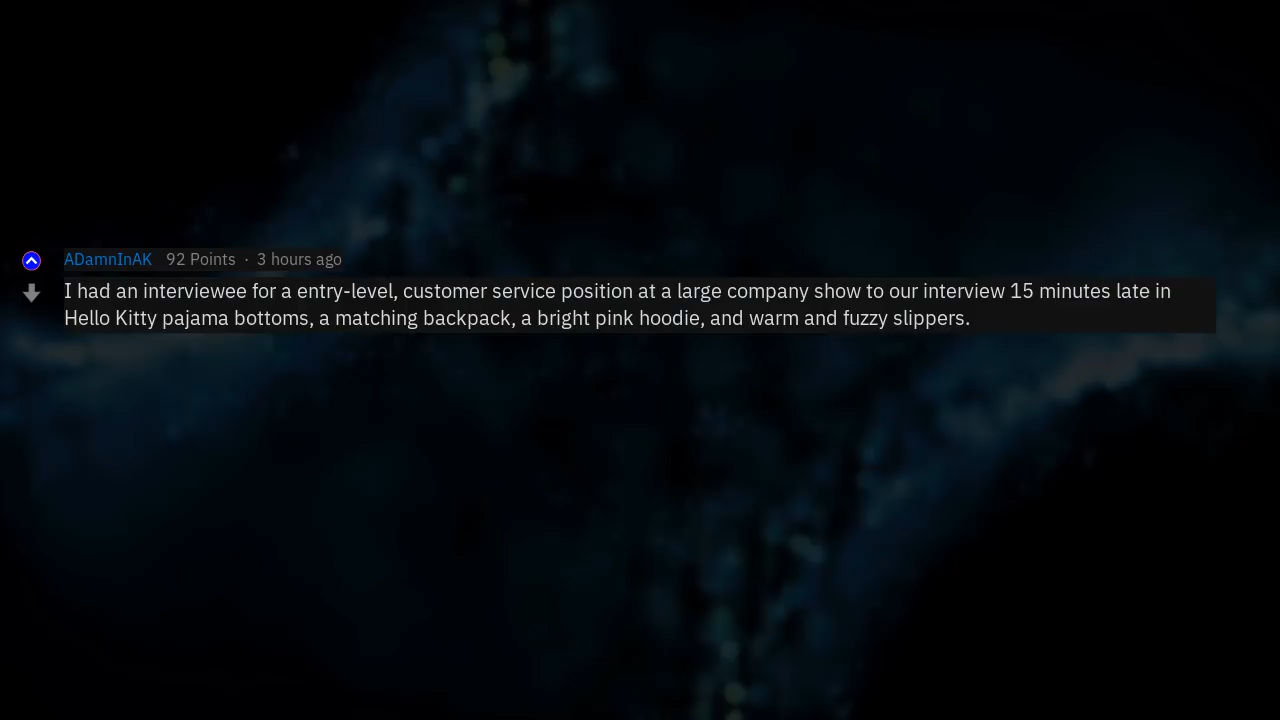 ADamnInAK 92 Points · 3 hours ago
I had an interviewee for a entry-level, customer service position at a large company show to our interview 15 minutes late in
Hello Kitty pajama bottoms, a matching backpack, a bright pink hoodie, and warm and fuzzy slippers.